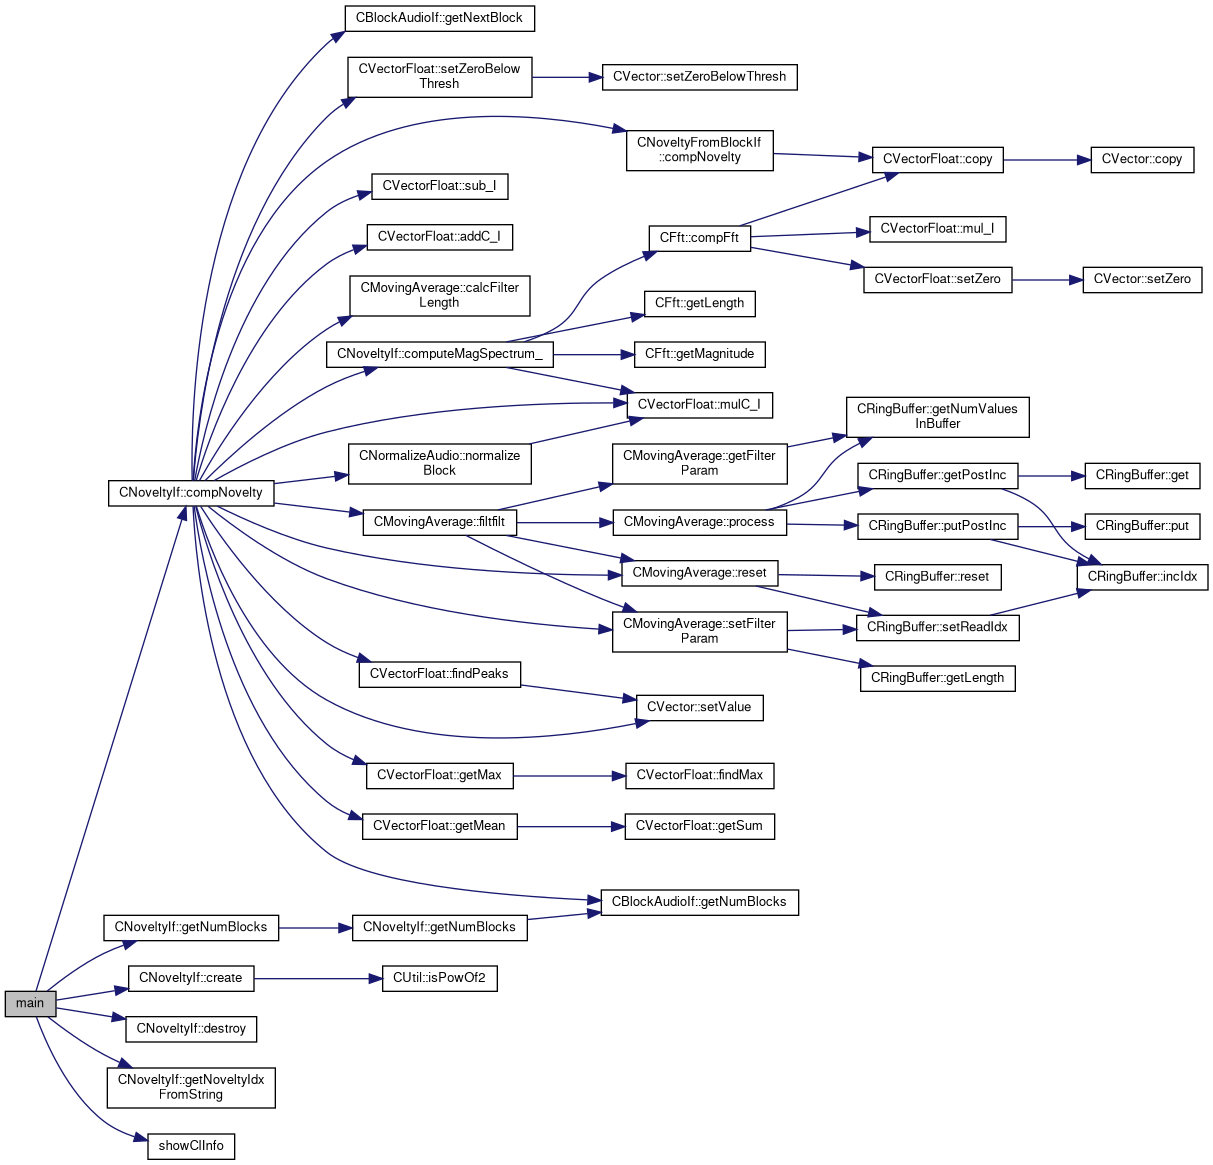 CBlockAudioIf::getNextBlock
CVectorFloat::setZeroBelow
Thresh
CVector::setZeroBelowThresh
CNoveltyFromBlockIf
::compNovelty
CVectorFloat::copy
CVector::copy
CVectorFloat::sub_I
CVectorFloat::addC_I
CFft::compFft
CVectorFloat::mul_I
CVectorFloat::setZero
CVector::setZero
CMovingAverage::calcFilter
Length
CFft::getLength
CNoveltyIf::computeMagSpectrum_
CFft::getMagnitude
CVectorFloat::mulC_I
CRingBuffer::getNumValues
InBuffer
CNormalizeAudio::normalize
Block
CMovingAverage::getFilter
Param
CRingBuffer::getPostInc
CRingBuffer::get
CNoveltyIf::compNovelty
CMovingAverage::filtfilt
CMovingAverage::process
CRingBuffer::putPostInc
CRingBuffer::put
CMovingAverage::reset
CRingBuffer::reset
CRingBuffer::incIdx
CMovingAverage::setFilter
Param
CRingBuffer::setReadIdx
CVectorFloat::findPeaks
CRingBuffer::getLength
CVector::setValue
CVectorFloat::getMax
CVectorFloat::findMax
CVectorFloat::getMean
CVectorFloat::getSum
CBlockAudioIf::getNumBlocks
CNoveltyIf::getNumBlocks
CNoveltyIf::getNumBlocks
CNoveltyIf::create
CUtil::isPowOf2
main
CNoveltyIf::destroy
CNoveltyIf::getNoveltyIdx
FromString
showClInfo